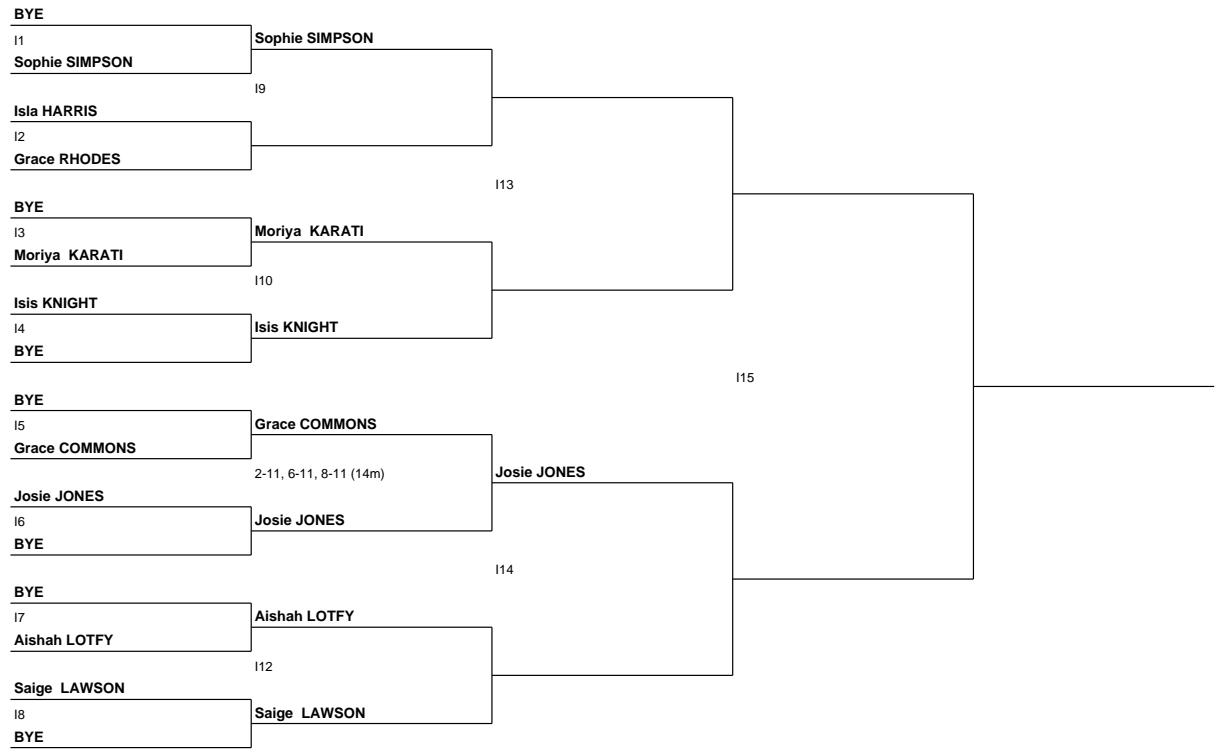 BYE
I1
Sophie SIMPSON
Sophie SIMPSON
I9
Isla HARRIS
I2
Grace RHODES
I13
BYE
I3
Moriya  KARATI
Moriya  KARATI
I10
Isis KNIGHT
I4
BYE
Isis KNIGHT
I15
BYE
I5
Grace COMMONS
Grace COMMONS
2-11, 6-11, 8-11 (14m)
Josie JONES
Josie JONES
I6
BYE
Josie JONES
I14
BYE
I7
Aishah LOTFY
Aishah LOTFY
I12
Saige  LAWSON
I8
BYE
Saige  LAWSON